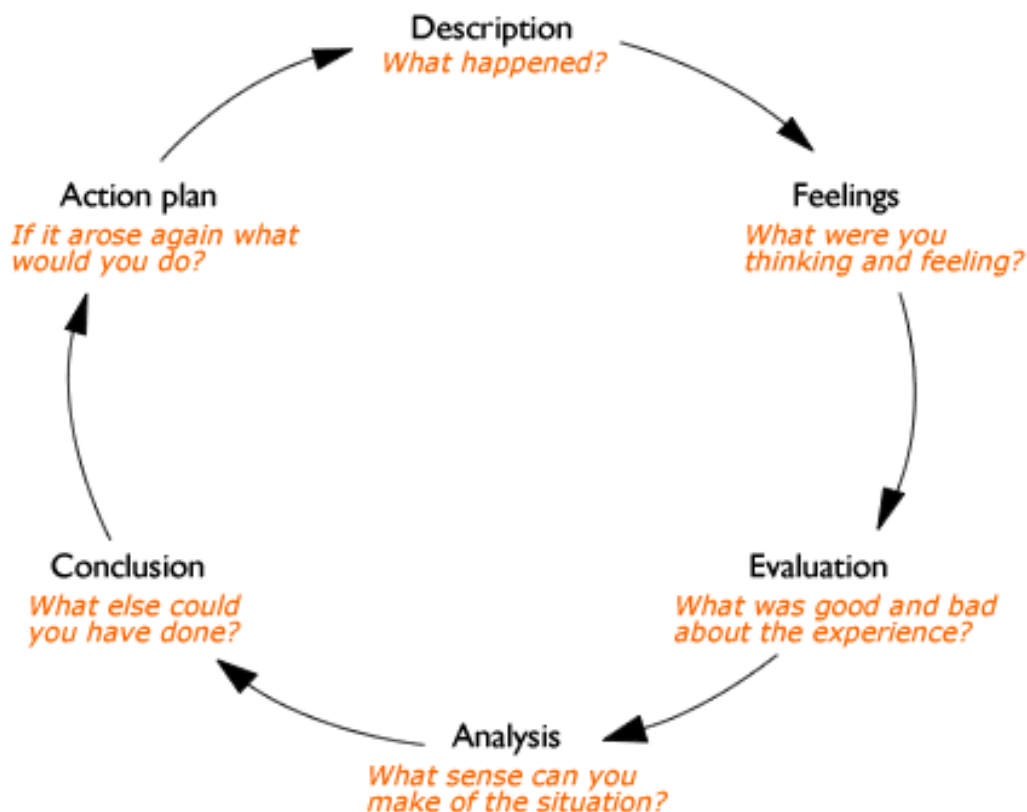 Description
What happened?
Feelings
What were you
thinking and feeling?
Evaluation
What was good and bad
about the experience?
Analysis
What sense can you
make of the situation?
Conclusion
What else could
you have done?
Action plan
If it arose again what
would you do?